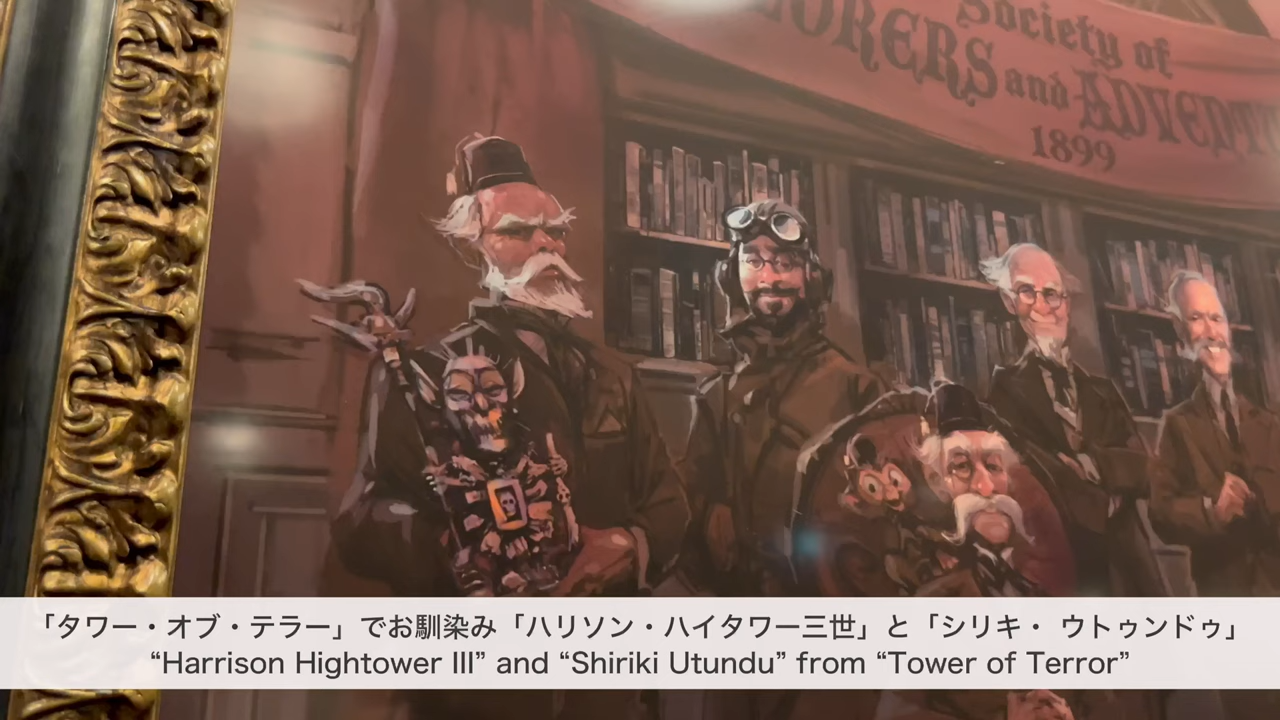 Society of
ORERS and ADVENT
1899
「タワー・オブ・テラー」でお馴染み「ハリソン・ハイタワー三世」と「シリキ・ ウトゥンドゥ」
“Harrison Hightower III” and “Shiriki Utundu” from “Tower of Terror”